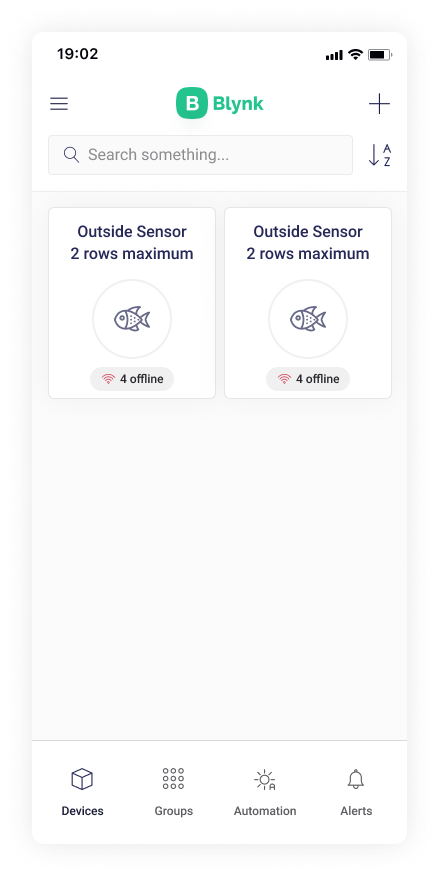 19:02
B Blynk
Search something...
A
Z
Outside Sensor
2 rows maximum
4 offline
Outside Sensor
2 rows maximum
4 offline
A
Devices
Groups
Automation
Alerts